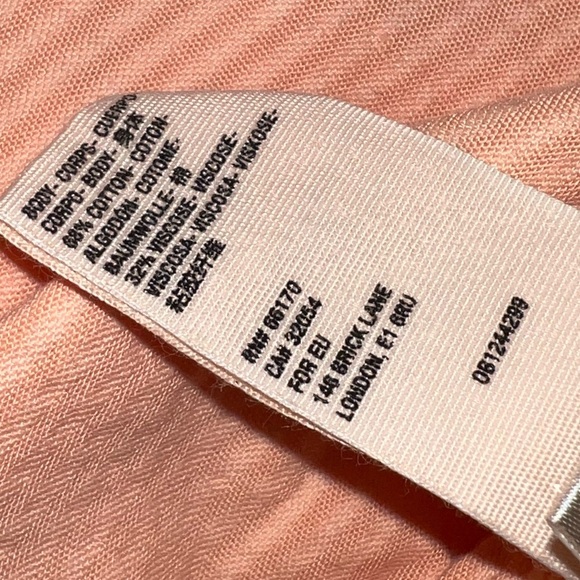 BODY- CORPS- CORPO
CURPO- BODY- 身体
68% COTTON- COTON-
ALGODON- COTONE-
BAUMWOLLE- 棉
32% VISCOSE- VISCOSE-
VISCOSA- VISCOSA- VISKOSE-
粘胶纤维
RN# 66170
CA# 32054
FOR EU
146 BRICK LANE
LONDON, E1 6RU
061244299